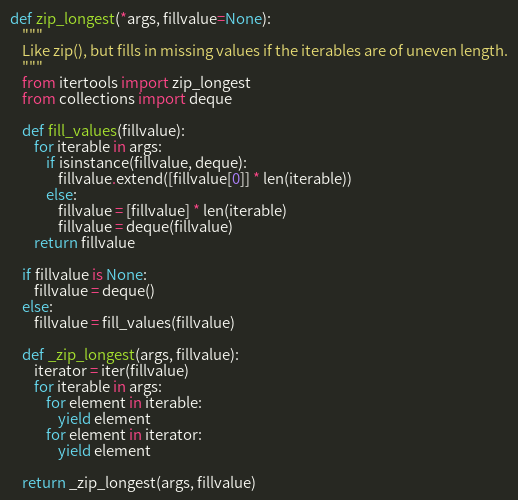 def zip_longest(*args, fillvalue=None):
    """
    Like zip(), but fills in missing values if the iterables are of uneven length.
    """
    from itertools import zip_longest
    from collections import deque

    def fill_values(fillvalue):
        for iterable in args:
            if isinstance(fillvalue, deque):
                fillvalue.extend([fillvalue[0]] * len(iterable))
            else:
                fillvalue = [fillvalue] * len(iterable)
                fillvalue = deque(fillvalue)
        return fillvalue

    if fillvalue is None:
        fillvalue = deque()
    else:
        fillvalue = fill_values(fillvalue)

    def _zip_longest(args, fillvalue):
        iterator = iter(fillvalue)
        for iterable in args:
            for element in iterable:
                yield element
            for element in iterator:
                yield element

    return _zip_longest(args, fillvalue)